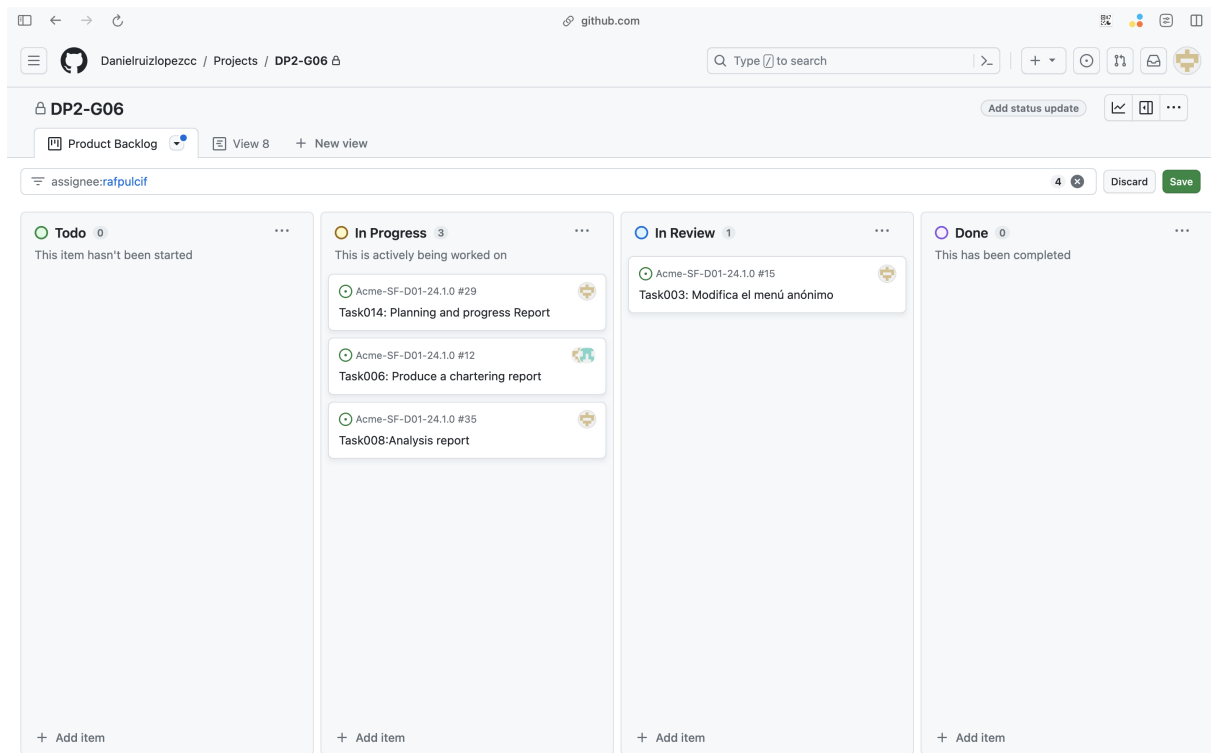 github.com
Danielruizlopezcc / Projects / DP2-G06
Type / to search
DP2-G06
Add status update
Product Backlog
View 8
+ New view
assignee:rafpulcif
4
Discard
Save
Todo 0
This item hasn't been started
+ Add item
In Progress 3
This is actively being worked on
Acme-SF-D01-24.1.0 #29
Task014: Planning and progress Report
Acme-SF-D01-24.1.0 #12
Task006: Produce a chartering report
Acme-SF-D01-24.1.0 #35
Task008:Analysis report
+ Add item
In Review 1
Acme-SF-D01-24.1.0 #15
Task003: Modifica el menú anónimo
+ Add item
Done 0
This has been completed
+ Add item